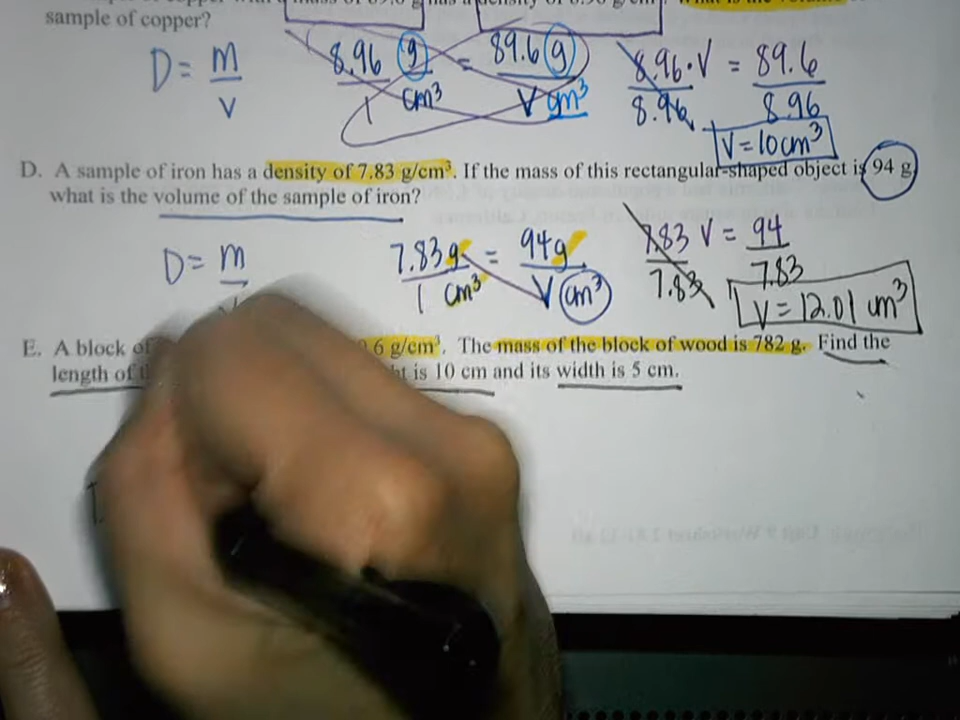 sample of copper?
D = m/v
8.96 g / 1 cm³ = 89.6 g / V cm³
8.96 • V / 8.96 = 89.6 / 8.96
V = 10 cm³
D. A sample of iron has a density of 7.83 g/cm³. If the mass of this rectangular-shaped object is 94 g
what is the volume of the sample of iron?
D = m
7.83 g / 1 cm³ = 94 g / V cm³
7.83 V / 7.83 = 94 / 7.83
V = 12.01 cm³
E. A block of .6 g/cm³. The mass of the block of wood is 782 g. Find the
length of is 10 cm and its width is 5 cm.